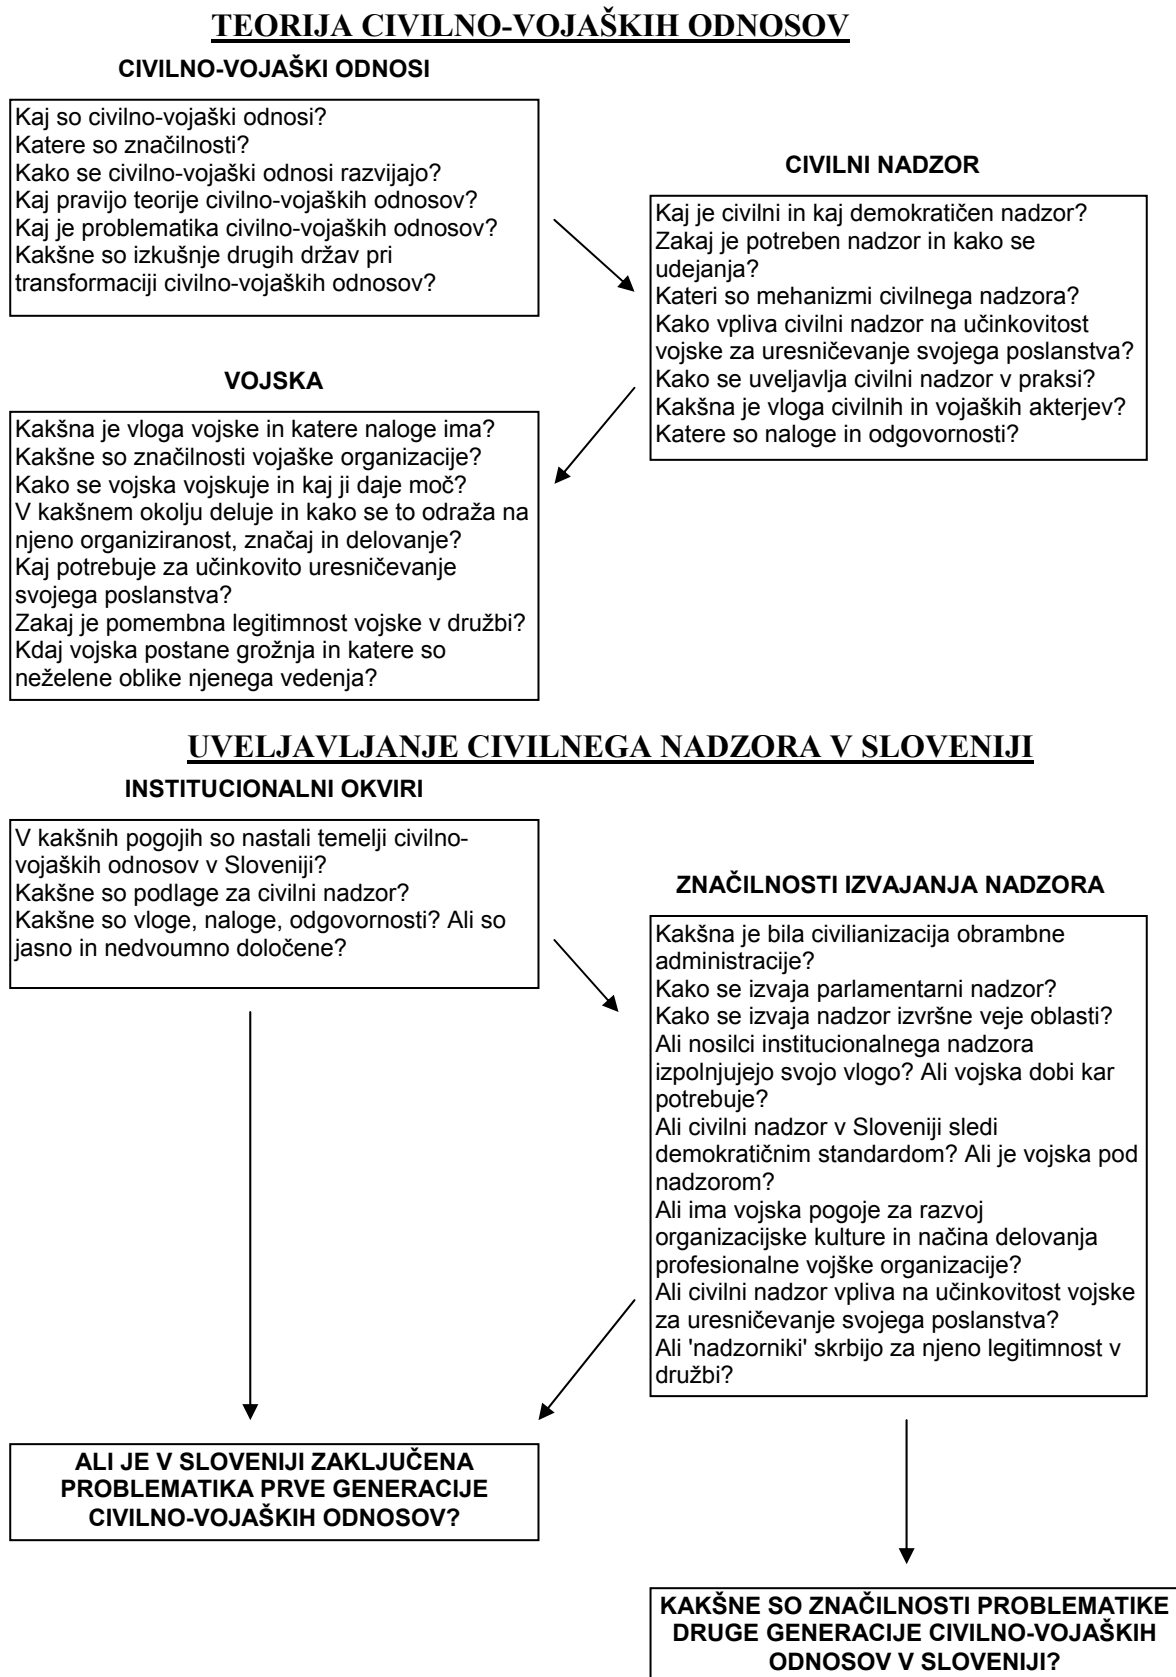 TEORIJA CIVILNO-VOJAŠKIH ODNOSOV
CIVILNO-VOJAŠKI ODNOSI
Kaj so civilno-vojaški odnosi?
Katere so značilnosti?
Kako se civilno-vojaški odnosi razvijajo?
Kaj pravijo teorije civilno-vojaških odnosov?
Kaj je problematika civilno-vojaških odnosov?
Kakšne so izkušnje drugih držav pri
transformaciji civilno-vojaških odnosov?
CIVILNI NADZOR
Kaj je civilni in kaj demokratičen nadzor?
Zakaj je potreben nadzor in kako se
udejanja?
Kateri so mehanizmi civilnega nadzora?
Kako vpliva civilni nadzor na učinkovitost
vojske za uresničevanje svojega poslanstva?
Kako se uveljavlja civilni nadzor v praksi?
Kakšna je vloga civilnih in vojaških akterjev?
Katere so naloge in odgovornosti?
VOJSKA
Kakšna je vloga vojske in katere naloge ima?
Kakšne so značilnosti vojaške organizacije?
Kako se vojska vojskuje in kaj ji daje moč?
V kakšnem okolju deluje in kako se to odraža na
njeno organiziranost, značaj in delovanje?
Kaj potrebuje za učinkovito uresničevanje
svojega poslanstva?
Zakaj je pomembna legitimnost vojske v družbi?
Kdaj vojska postane grožnja in katere so
neželene oblike njenega vedenja?
UVELJAVLJANJE CIVILNEGA NADZORA V SLOVENIJI
INSTITUCIONALNI OKVIRI
V kakšnih pogojih so nastali temelji civilno-
vojaških odnosov v Sloveniji?
Kakšne so podlage za civilni nadzor?
Kakšne so vloge, naloge, odgovornosti? Ali so
jasno in nedvoumno določene?
ZNAČILNOSTI IZVAJANJA NADZORA
Kakšna je bila civilianizacija obrambne
administracije?
Kako se izvaja parlamentarni nadzor?
Kako se izvaja nadzor izvršne veje oblasti?
Ali nosilci institucionalnega nadzora
izpolnjujejo svojo vlogo? Ali vojska dobi kar
potrebuje?
Ali civilni nadzor v Sloveniji sledi
demokratičnim standardom? Ali je vojska pod
nadzorom?
Ali ima vojska pogoje za razvoj
organizacijske kulture in načina delovanja
profesionalne vojške organizacije?
Ali civilni nadzor vpliva na učinkovitost vojske
za uresničevanje svojega poslanstva?
Ali 'nadzorniki' skrbijo za njeno legitimnost v
družbi?
ALI JE V SLOVENIJI ZAKLJUČENA
PROBLEMATIKA PRVE GENERACIJE
CIVILNO-VOJAŠKIH ODNOSOV?
KAKŠNE SO ZNAČILNOSTI PROBLEMATIKE
DRUGE GENERACIJE CIVILNO-VOJAŠKIH
ODNOSOV V SLOVENIJI?